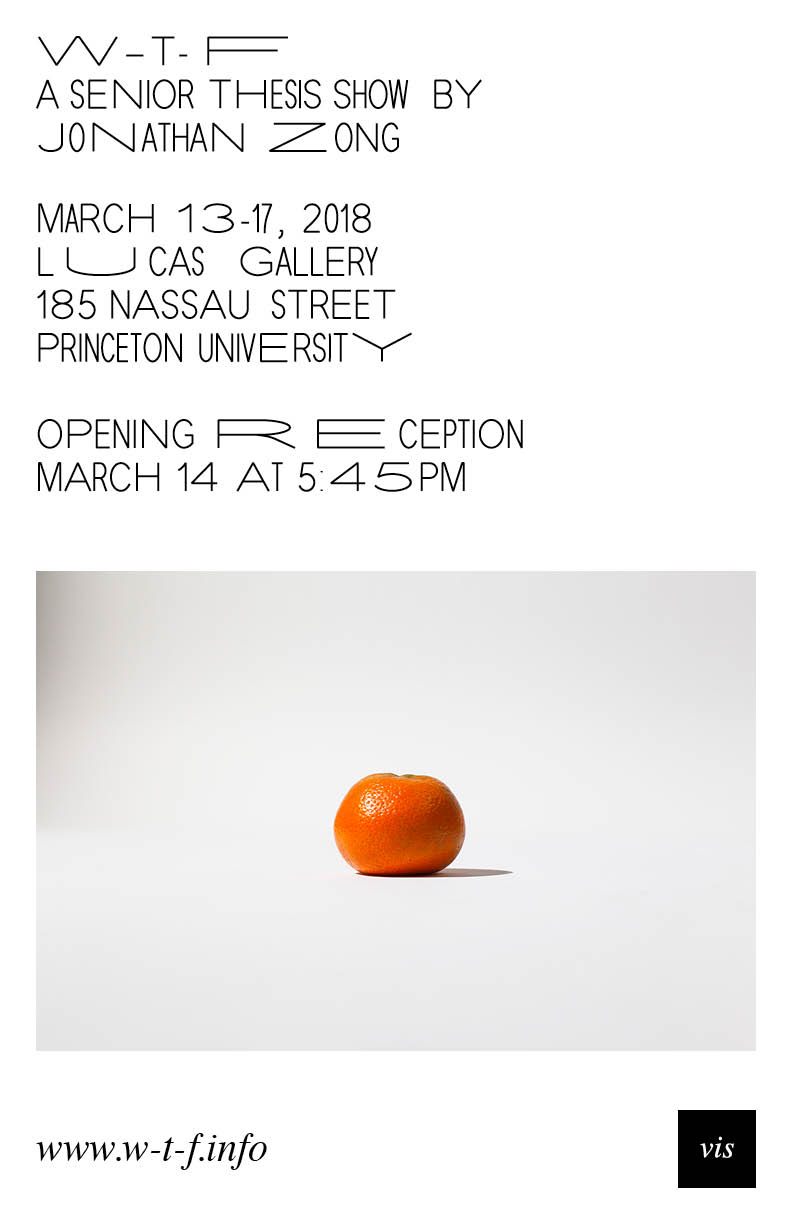 W-T-F
A SENIOR THESIS SHOW BY
JONATHAN ZONG
MARCH 13-17, 2018
LUCAS GALLERY
185 NASSAU STREET
PRINCETON UNIVERSITY
OPENING RECEPTION
MARCH 14 AT 5:45PM
www.w-t-f.info
vis